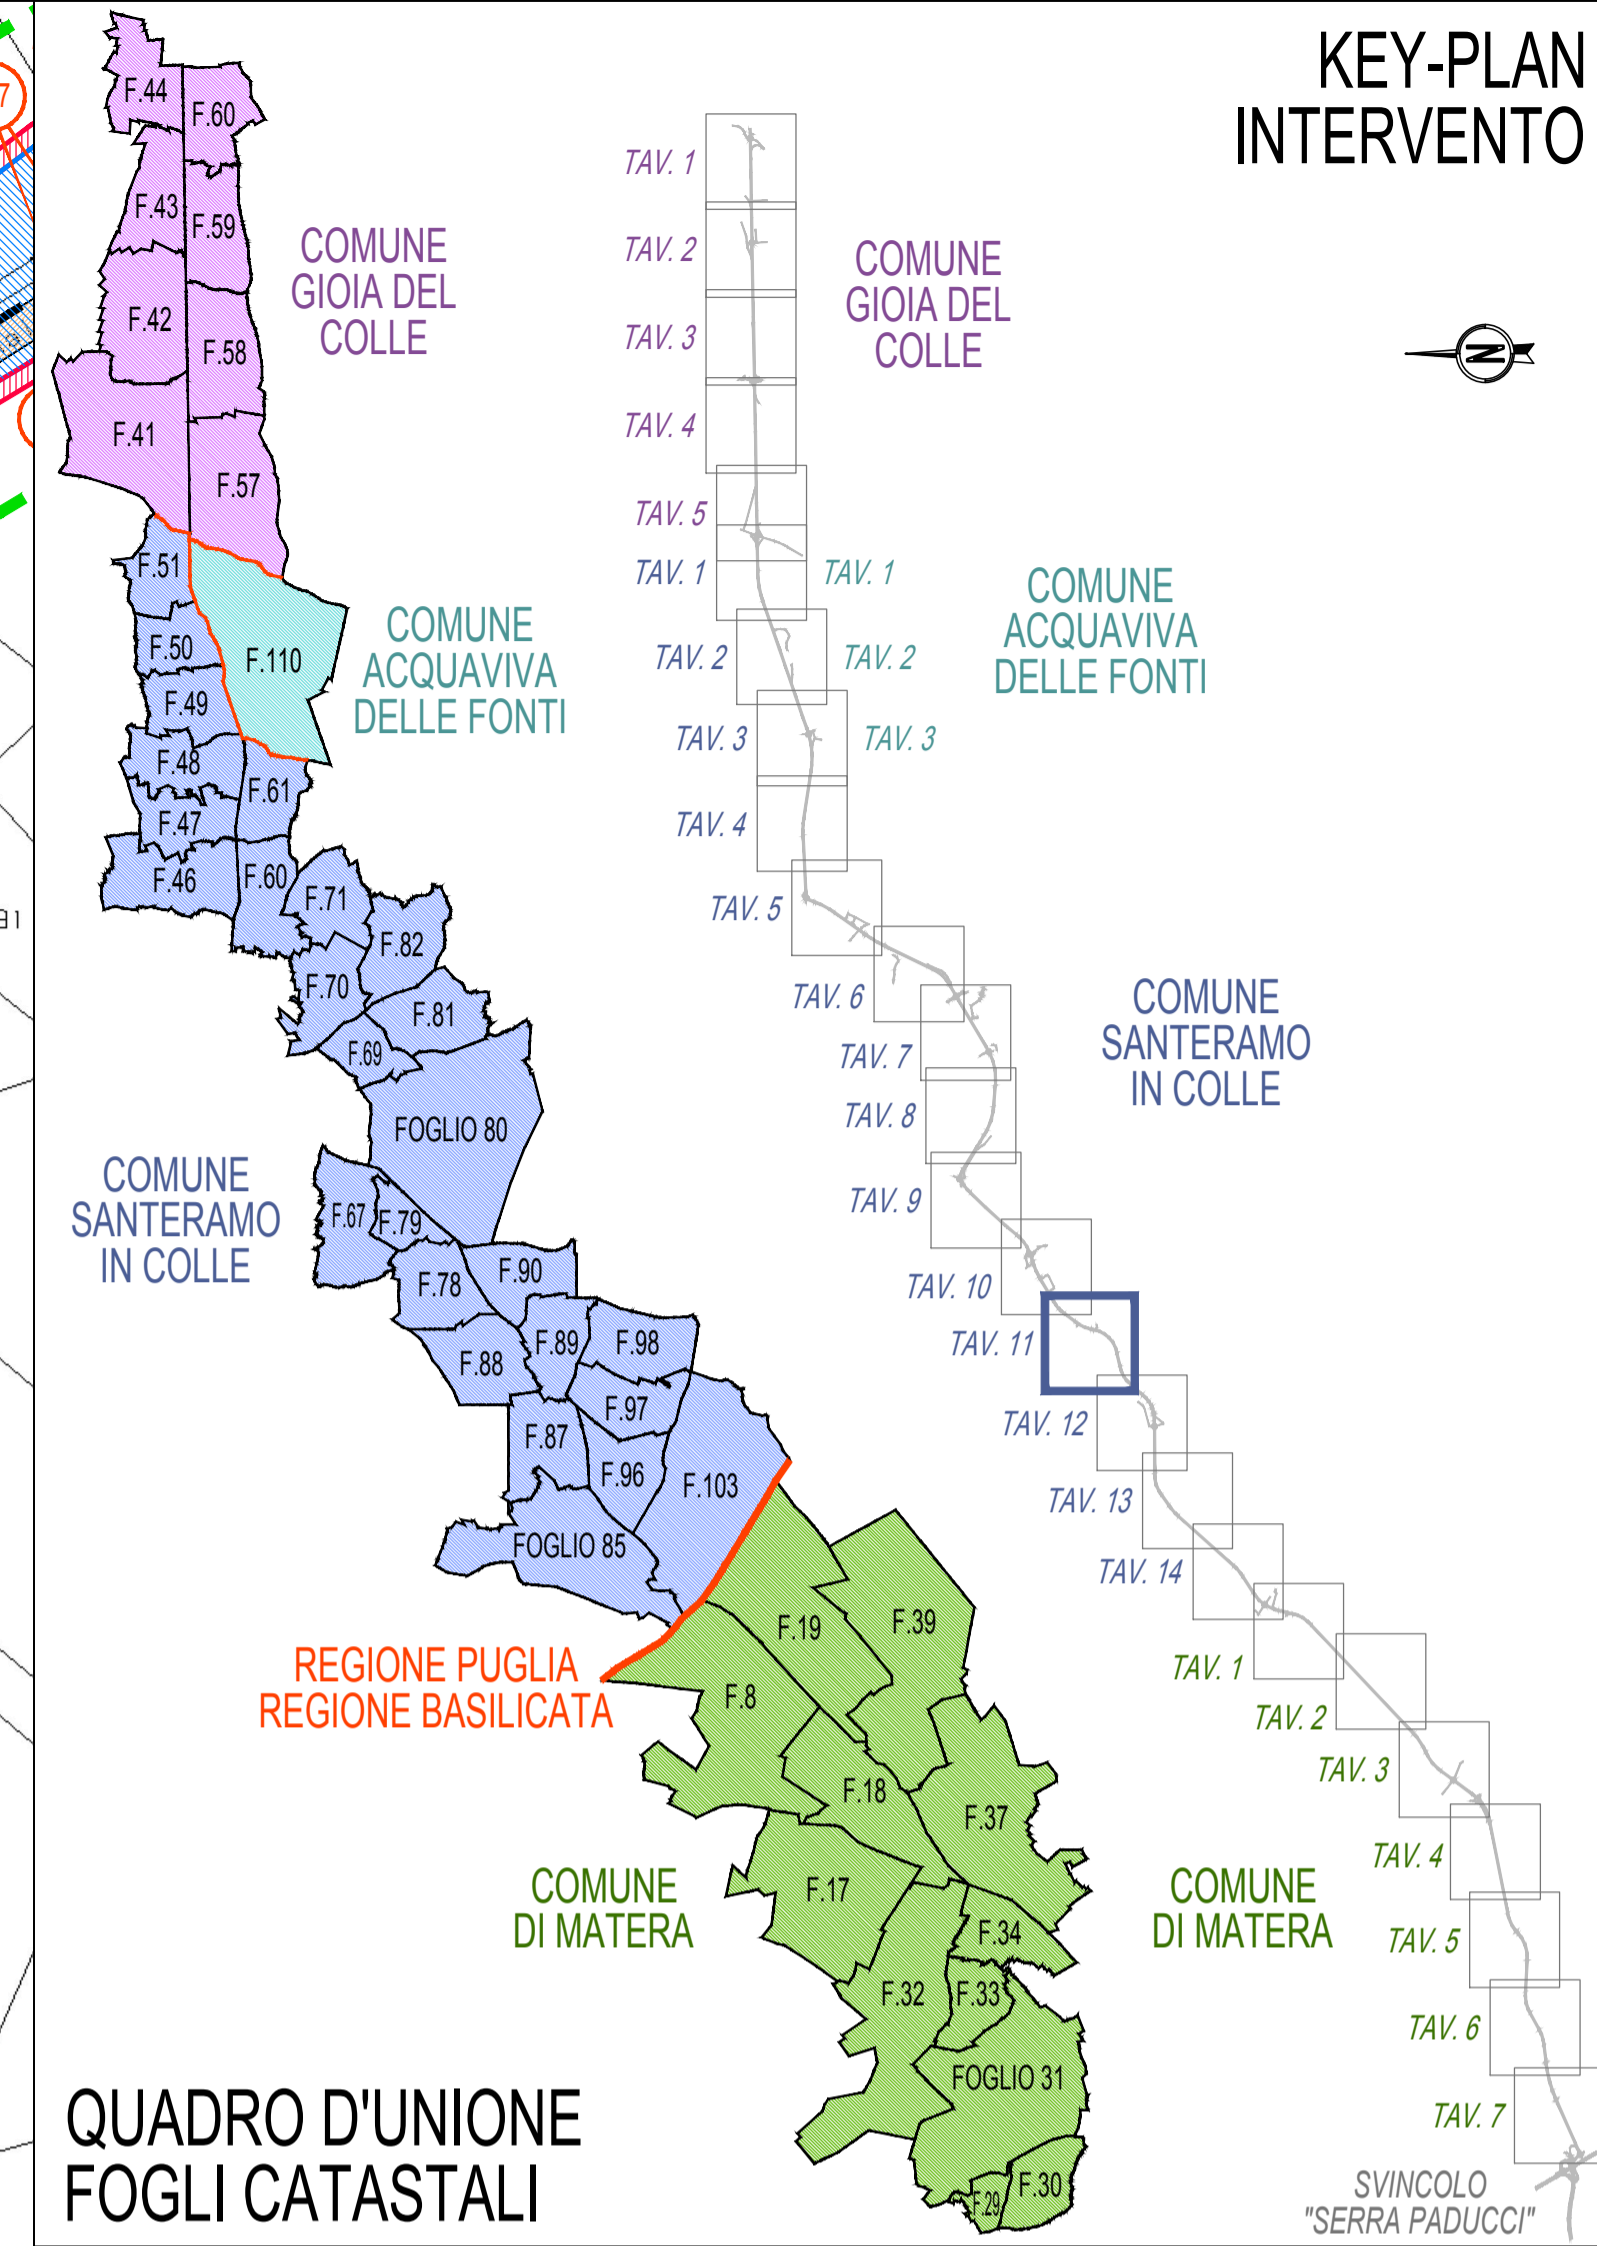 KEY-PLAN
INTERVENTO
7
F.44
F.60
F.43
F.59
F.42
F.58
F.41
F.57
COMUNE
GIOIA DEL
COLLE
F.51
F.50
F.110
F.49
F.48
F.61
F.47
F.46
F.60
F.71
F.82
F.70
F.81
F.69
FOGLIO 80
COMUNE
ACQUAVIVA
DELLE FONTI
COMUNE
SANTERAMO
IN COLLE
F.67
F.79
F.78
F.90
F.89
F.98
F.88
F.97
F.87
F.96
F.103
FOGLIO 85
REGIONE PUGLIA
REGIONE BASILICATA
F.19
F.39
F.8
F.18
F.37
F.17
F.34
F.32
F.33
FOGLIO 31
F.30
F.29
COMUNE
DI MATERA
QUADRO D'UNIONE
FOGLI CATASTALI
TAV. 1
TAV. 2
TAV. 3
TAV. 4
TAV. 5
COMUNE
GIOIA DEL
COLLE
N
TAV. 1
TAV. 1
TAV. 2
TAV. 2
TAV. 3
TAV. 3
COMUNE
ACQUAVIVA
DELLE FONTI
TAV. 4
TAV. 5
TAV. 6
TAV. 7
TAV. 8
TAV. 9
TAV. 10
TAV. 11
TAV. 12
TAV. 13
TAV. 14
COMUNE
SANTERAMO
IN COLLE
TAV. 1
TAV. 2
TAV. 3
TAV. 4
TAV. 5
TAV. 6
TAV. 7
COMUNE
DI MATERA
SVINCOLO
"SERRA PADUCCI"